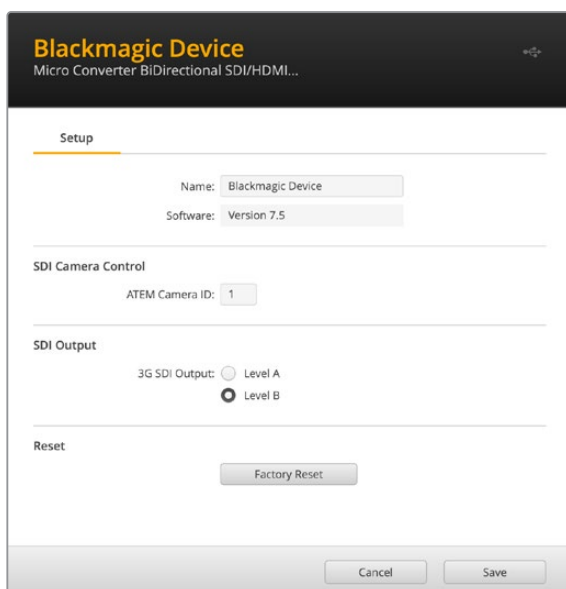 Blackmagic Device
Micro Converter BiDirectional SDI/HDMI...
Setup
Name: Blackmagic Device
Software: Version 7.5
SDI Camera Control
ATEM Camera ID: 1
SDI Output
3G SDI Output: Level A
Level B
Reset
Factory Reset
Cancel Save